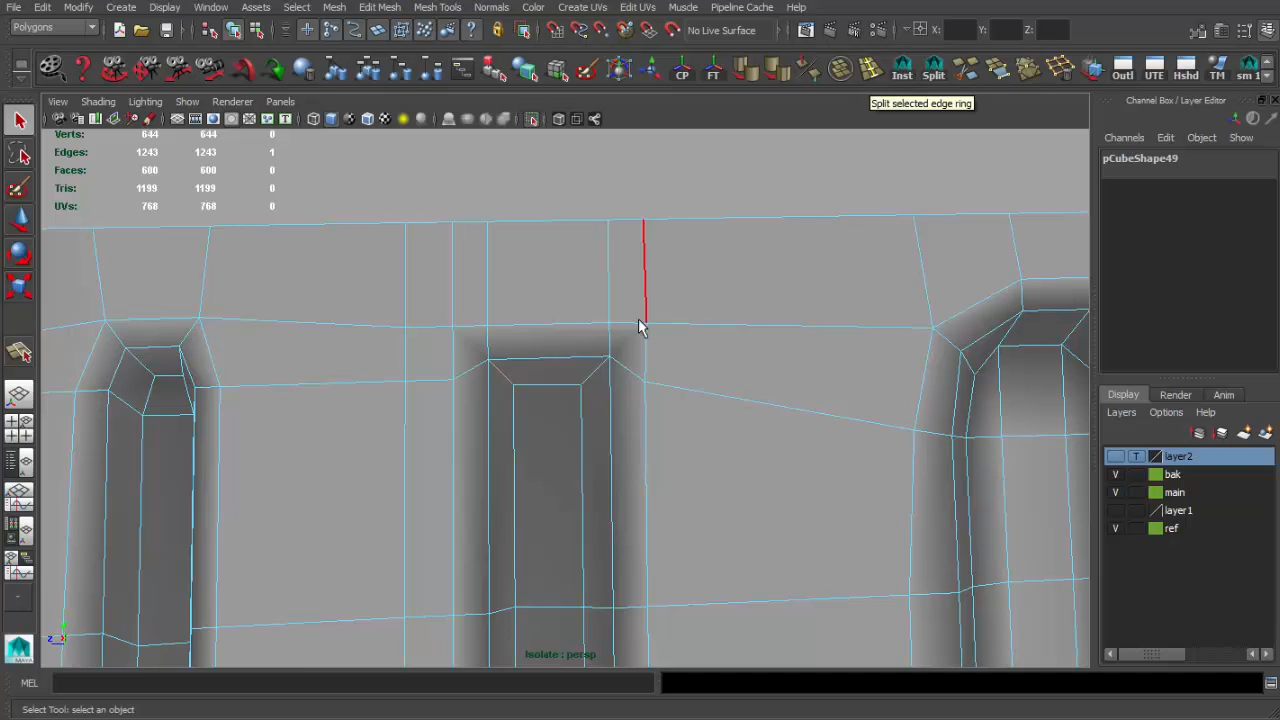 File Edit Modify Create Display Window Assets Select Mesh Edit Mesh Mesh Tools Normals Color Create UVs Edit UVs Muscle Pipeline Cache Help
Polygons No Live Surface X: Y: Z:
CP FT Inst Split Outl UTE Hshd TM sm 1
Split selected edge ring
View Shading Lighting Show Renderer Panels
Channel Box / Layer Editor
Channels Edit Object Show
pCubeShape49
Verts: 644 644 0
Edges: 1243 1243 1
Faces: 600 600 0
Tris: 1199 1199 0
UVs: 768 768 0
Display Render Anim
Layers Options Help
T layer2
V bak
V main
layer1
V ref
z
Isolate : persp
MAYA
MEL
Select Tool: select an object